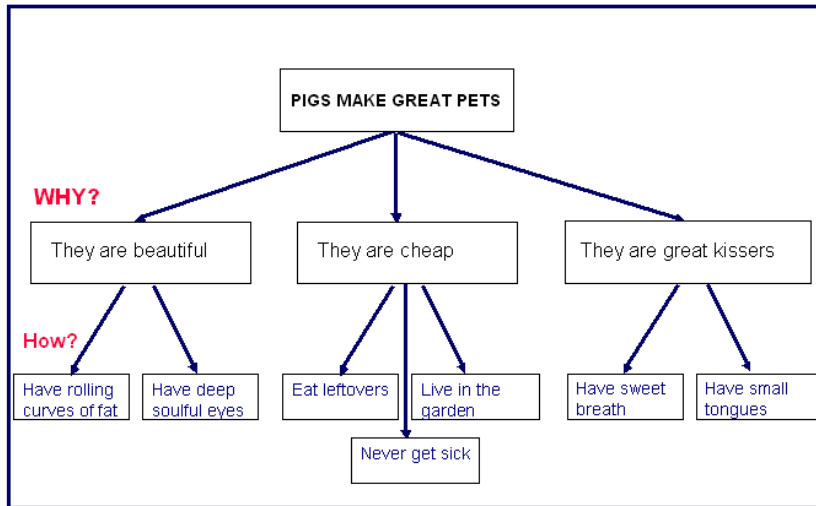 PIGS MAKE GREAT PETS
WHY?
They are beautiful
They are cheap
They are great kissers
How?
Have rolling
curves of fat
Have deep
soulful eyes
Eat leftovers
Live in the
garden
Never get sick
Have sweet
breath
Have small
tongues